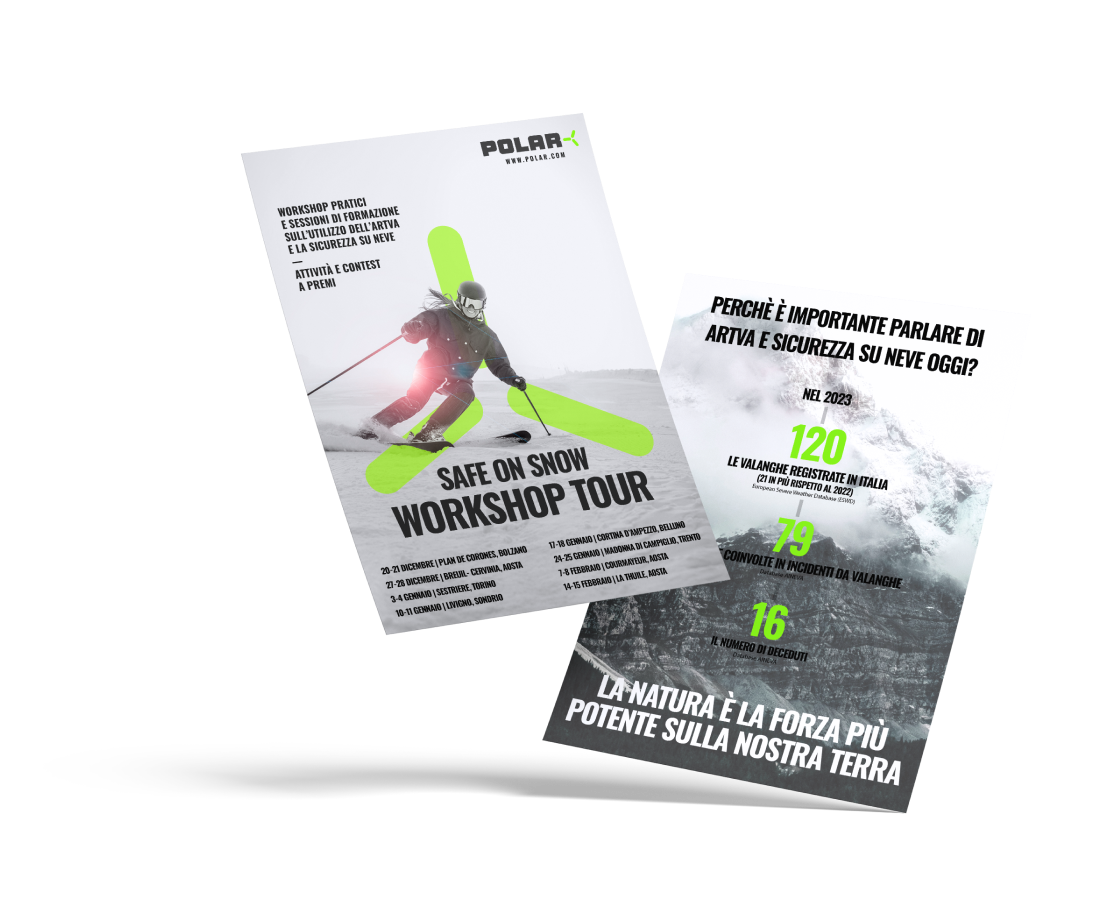 POLAR
WWW.POLAR.COM
WORKSHOP PRATICI
E SESSIONI DI FORMAZIONE
SULL'UTILIZZO DELL'ARTVA
E LA SICUREZZA SU NEVE
—
ATTIVITÀ E CONTEST
A PREMI
SAFE ON SNOW
WORKSHOP TOUR
20-21 DICEMBRE | PLAN DE CORONES, BOLZANO
27-28 DICEMBRE | BREUIL- CERVINIA, AOSTA
3-4 GENNAIO | SESTRIERE, TORINO
10-11 GENNAIO | LIVIGNO, SONDRIO
17-18 GENNAIO | CORTINA D'AMPEZZO, BELLUNO
24-25 GENNAIO | MADONNA DI CAMPIGLIO, TRENTO
7-8 FEBBRAIO | COURMAYEUR, AOSTA
14-15 FEBBRAIO | LA THUILE, AOSTA
PERCHÈ È IMPORTANTE PARLARE DI
ARTVA E SICUREZZA SU NEVE OGGI?
NEL 2023
120
LE VALANGHE REGISTRATE IN ITALIA
(21 IN PIÙ RISPETTO AL 2022)
European Severe Weather Database (ESWD)
79
COINVOLTE IN INCIDENTI DA VALANGHE
Database AINEVA
16
IL NUMERO DI DECEDUTI
Database AINEVA
LA NATURA È LA FORZA PIÙ
POTENTE SULLA NOSTRA TERRA